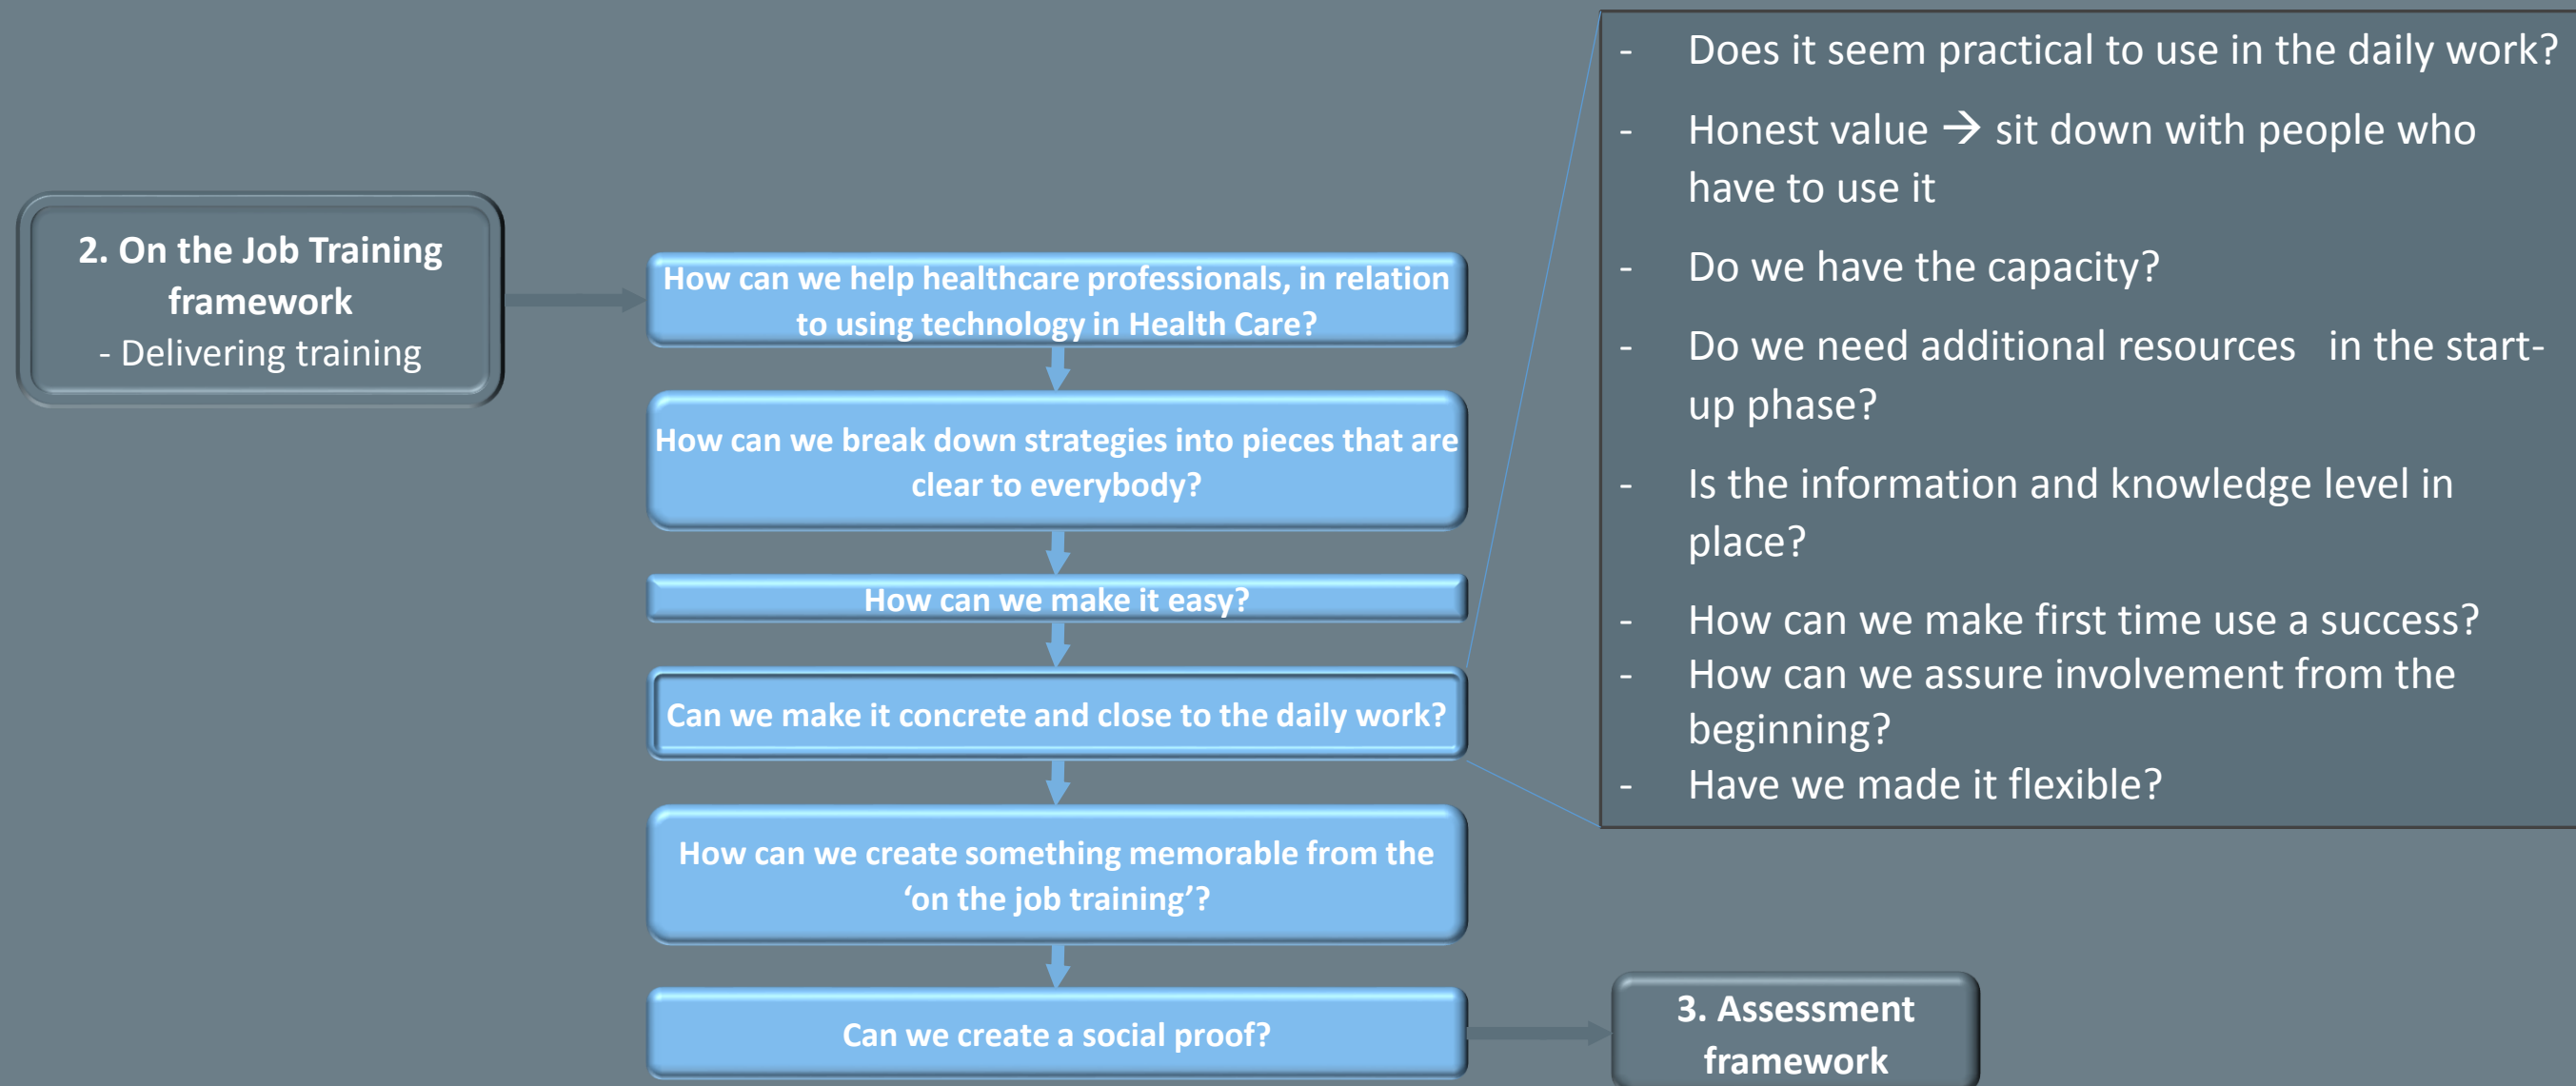 2. On the Job Training
framework
- Delivering training
How can we help healthcare professionals, in relation
to using technology in Health Care?
How can we break down strategies into pieces that are
clear to everybody?
How can we make it easy?
Can we make it concrete and close to the daily work?
How can we create something memorable from the
‘on the job training’?
Can we create a social proof?
- Does it seem practical to use in the daily work?
- Honest value → sit down with people who
have to use it
- Do we have the capacity?
- Do we need additional resources in the start-
up phase?
- Is the information and knowledge level in
place?
- How can we make first time use a success?
- How can we assure involvement from the
beginning?
- Have we made it flexible?
3. Assessment
framework